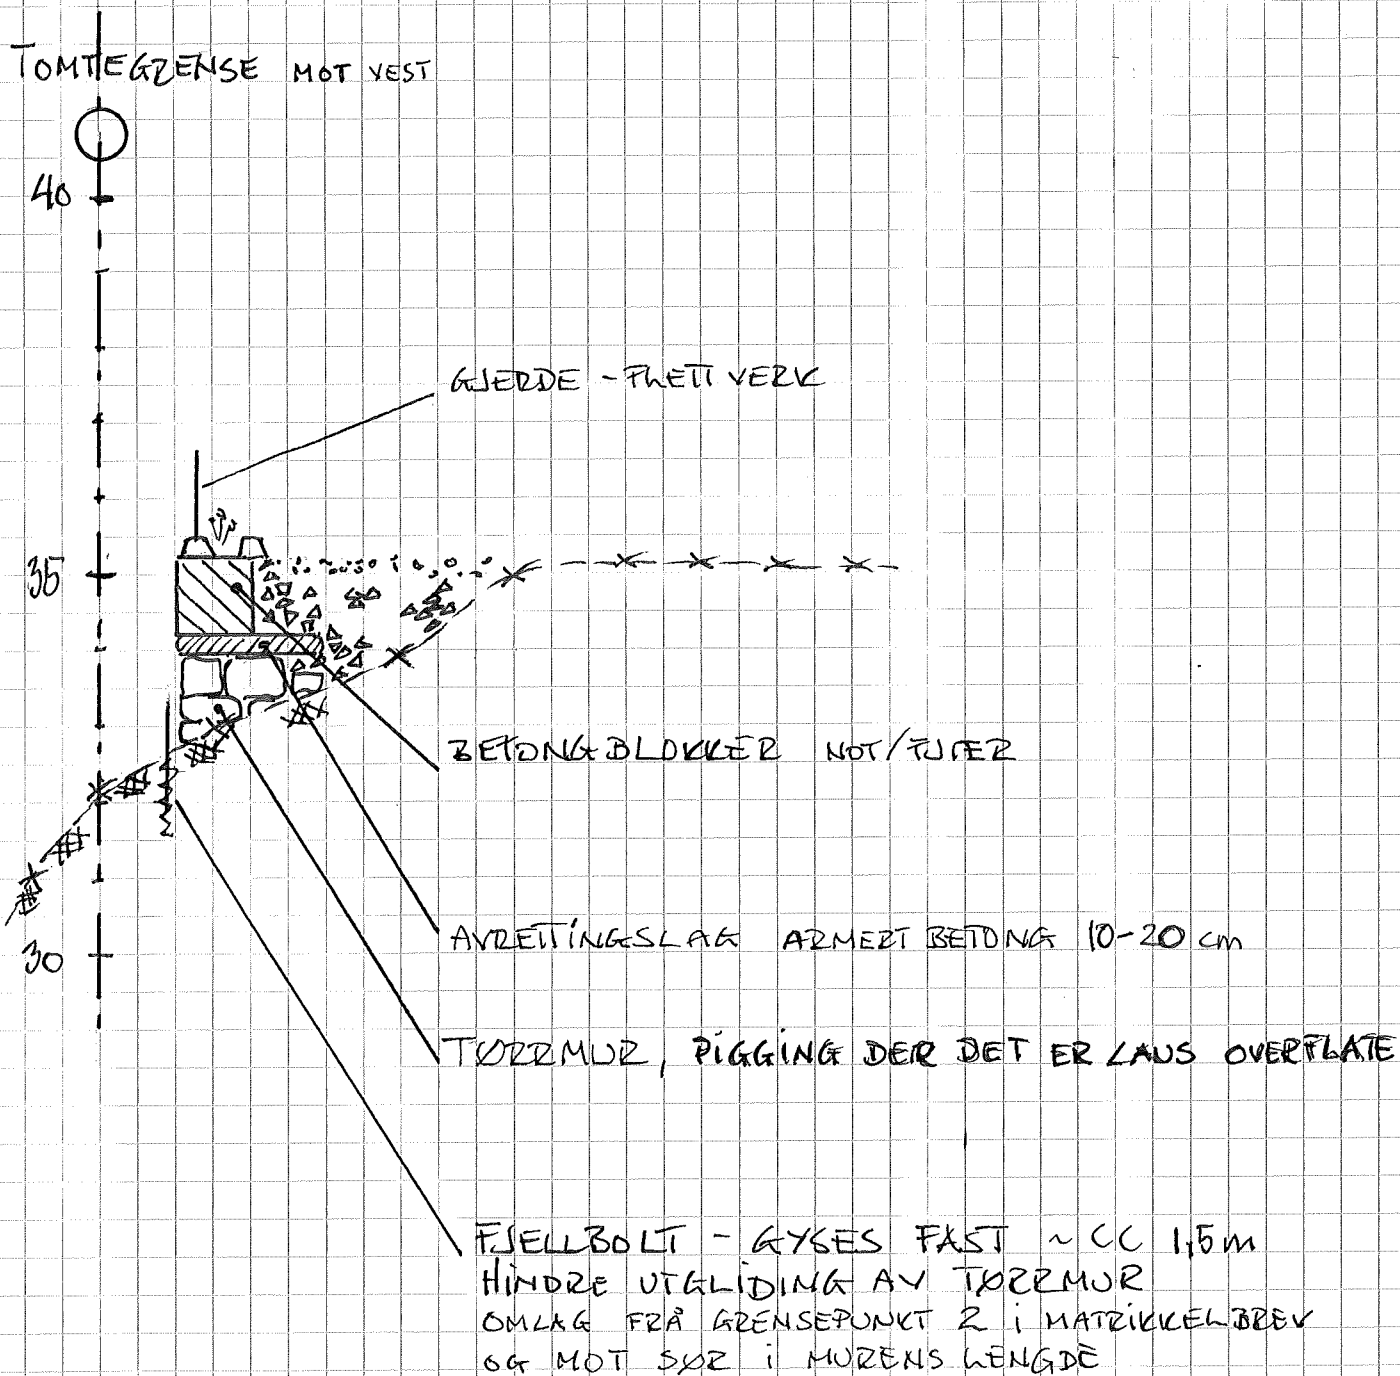 TOMTEGRENSE MOT VEST
40
GJERDE - FLETTVERK
35
BETONGBLOKKER NOT/FJÆR
AVRETTINGSLAG ARMERT BETONG 10-20 cm
30
TØRRMUR, PIGGING DER DET ER LAUS OVERFLATE
FJELLBOLT - GYSES FAST ~ CC 1,5 m
HINDRE UTGLIDING AV TØRRMUR
OMLAG FRÅ GRENSEPUNKT 2 i MATRIKKELBREV
OG MOT SØR i MURENS LENGDE